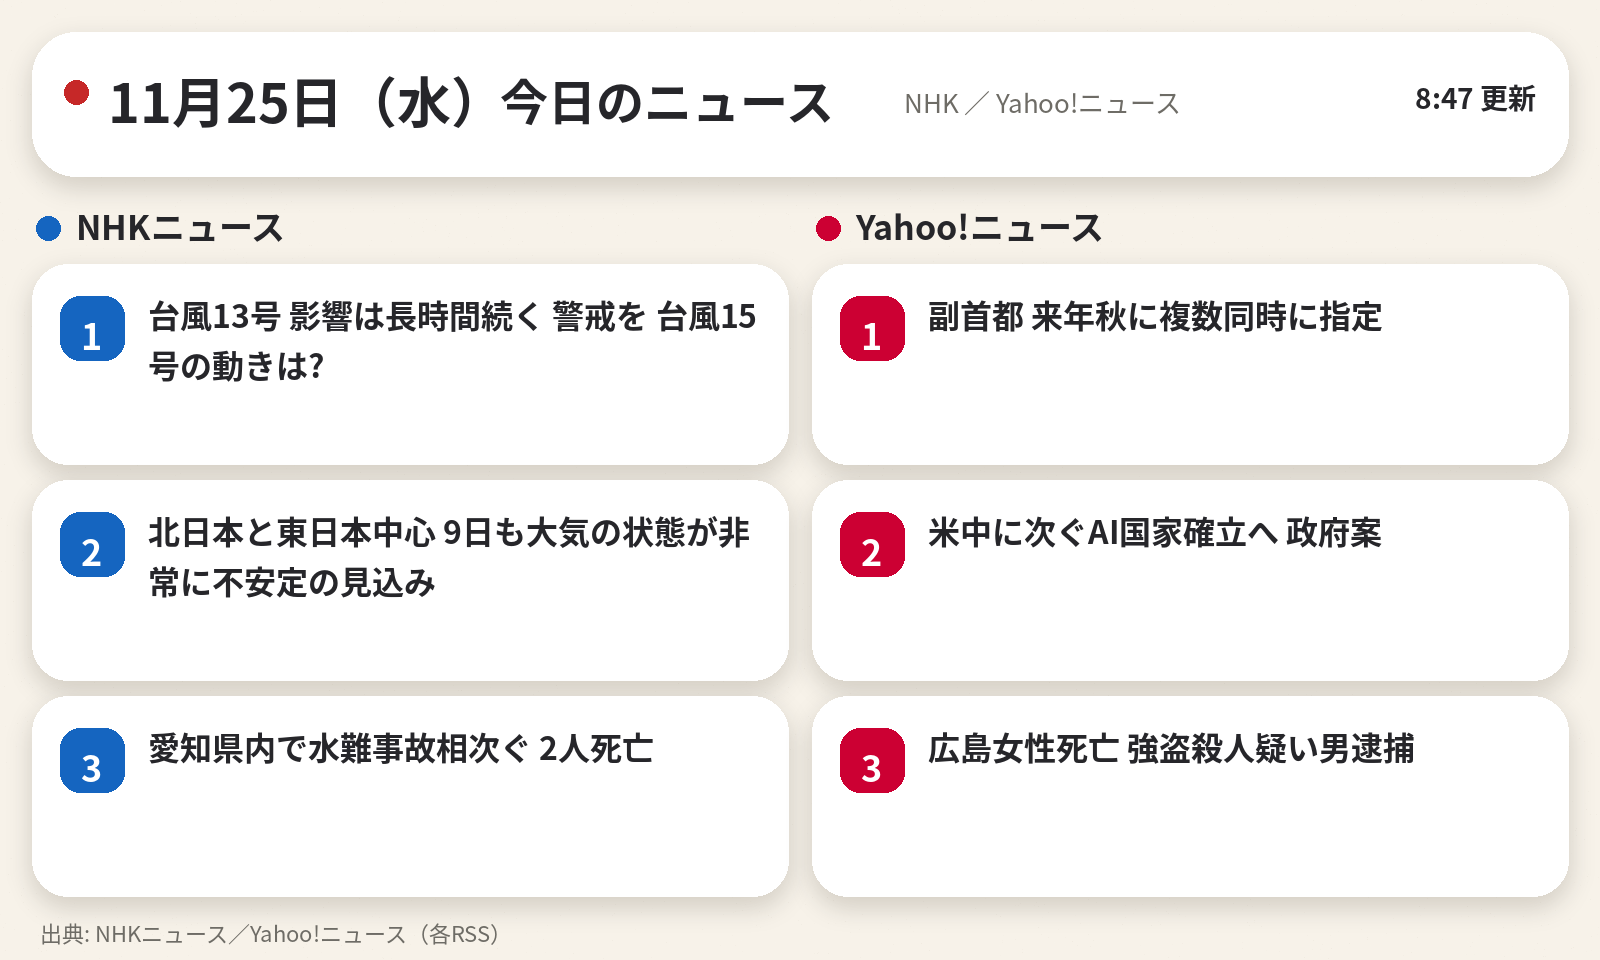 11月25日（水）今日のニュース
NHK ／ Yahoo!ニュース
8:47 更新
NHKニュース
1
台風13号 影響は長時間続く 警戒を 台風15
号の動きは?
2
北日本と東日本中心 9日も大気の状態が非
常に不安定の見込み
3
愛知県内で水難事故相次ぐ 2人死亡
Yahoo!ニュース
1
副首都 来年秋に複数同時に指定
2
米中に次ぐAI国家確立へ 政府案
3
広島女性死亡 強盗殺人疑い男逮捕
出典: NHKニュース／Yahoo!ニュース（各RSS）